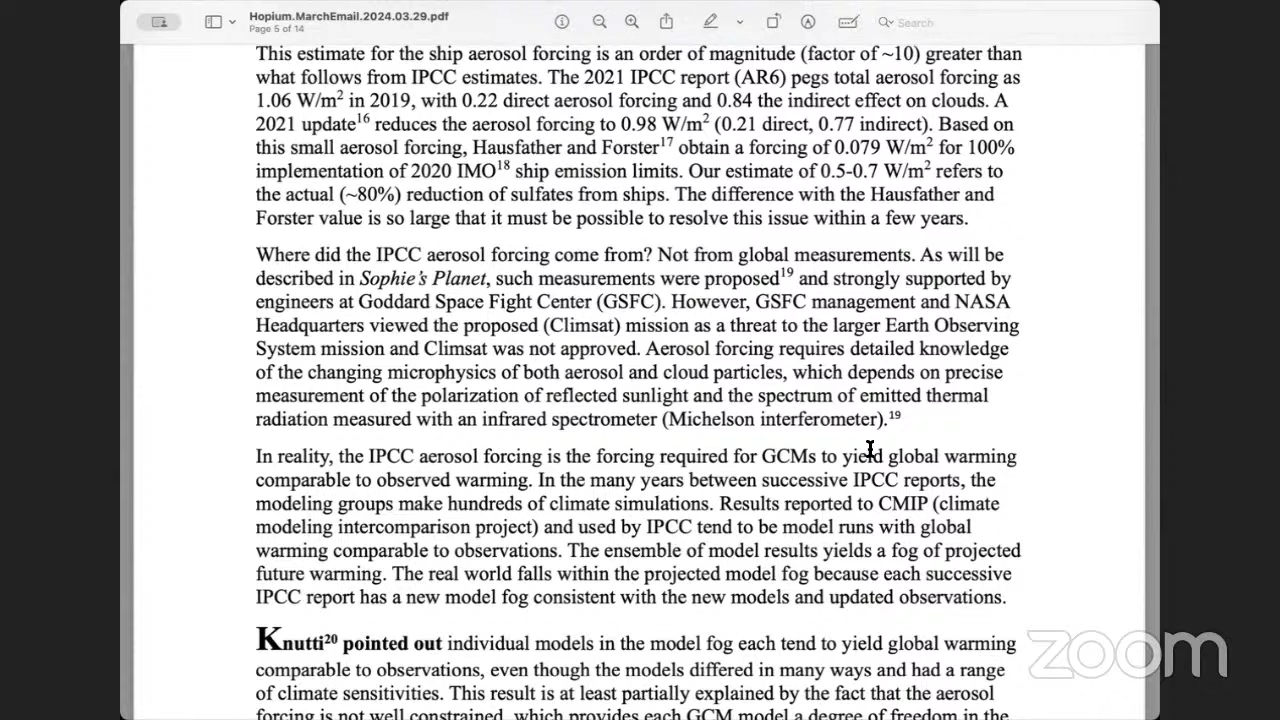 Hopium.MarchEmail.2024.03.29.pdf
Page 5 of 14
Search
This estimate for the ship aerosol forcing is an order of magnitude (factor of ~10) greater than
what follows from IPCC estimates. The 2021 IPCC report (AR6) pegs total aerosol forcing as
1.06 W/m² in 2019, with 0.22 direct aerosol forcing and 0.84 the indirect effect on clouds. A
2021 update¹⁶ reduces the aerosol forcing to 0.98 W/m² (0.21 direct, 0.77 indirect). Based on
this small aerosol forcing, Hausfather and Forster¹⁷ obtain a forcing of 0.079 W/m² for 100%
implementation of 2020 IMO¹⁸ ship emission limits. Our estimate of 0.5-0.7 W/m² refers to
the actual (~80%) reduction of sulfates from ships. The difference with the Hausfather and
Forster value is so large that it must be possible to resolve this issue within a few years.
Where did the IPCC aerosol forcing come from? Not from global measurements. As will be
described in Sophie's Planet, such measurements were proposed¹⁹ and strongly supported by
engineers at Goddard Space Fight Center (GSFC). However, GSFC management and NASA
Headquarters viewed the proposed (Climsat) mission as a threat to the larger Earth Observing
System mission and Climsat was not approved. Aerosol forcing requires detailed knowledge
of the changing microphysics of both aerosol and cloud particles, which depends on precise
measurement of the polarization of reflected sunlight and the spectrum of emitted thermal
radiation measured with an infrared spectrometer (Michelson interferometer).¹⁹
In reality, the IPCC aerosol forcing is the forcing required for GCMs to yield global warming
comparable to observed warming. In the many years between successive IPCC reports, the
modeling groups make hundreds of climate simulations. Results reported to CMIP (climate
modeling intercomparison project) and used by IPCC tend to be model runs with global
warming comparable to observations. The ensemble of model results yields a fog of projected
future warming. The real world falls within the projected model fog because each successive
IPCC report has a new model fog consistent with the new models and updated observations.
Knutti²⁰ pointed out individual models in the model fog each tend to yield global warming
comparable to observations, even though the models differed in many ways and had a range
of climate sensitivities. This result is at least partially explained by the fact that the aerosol
forcing is not well constrained, which provides each GCM model a degree of freedom in the
zoom